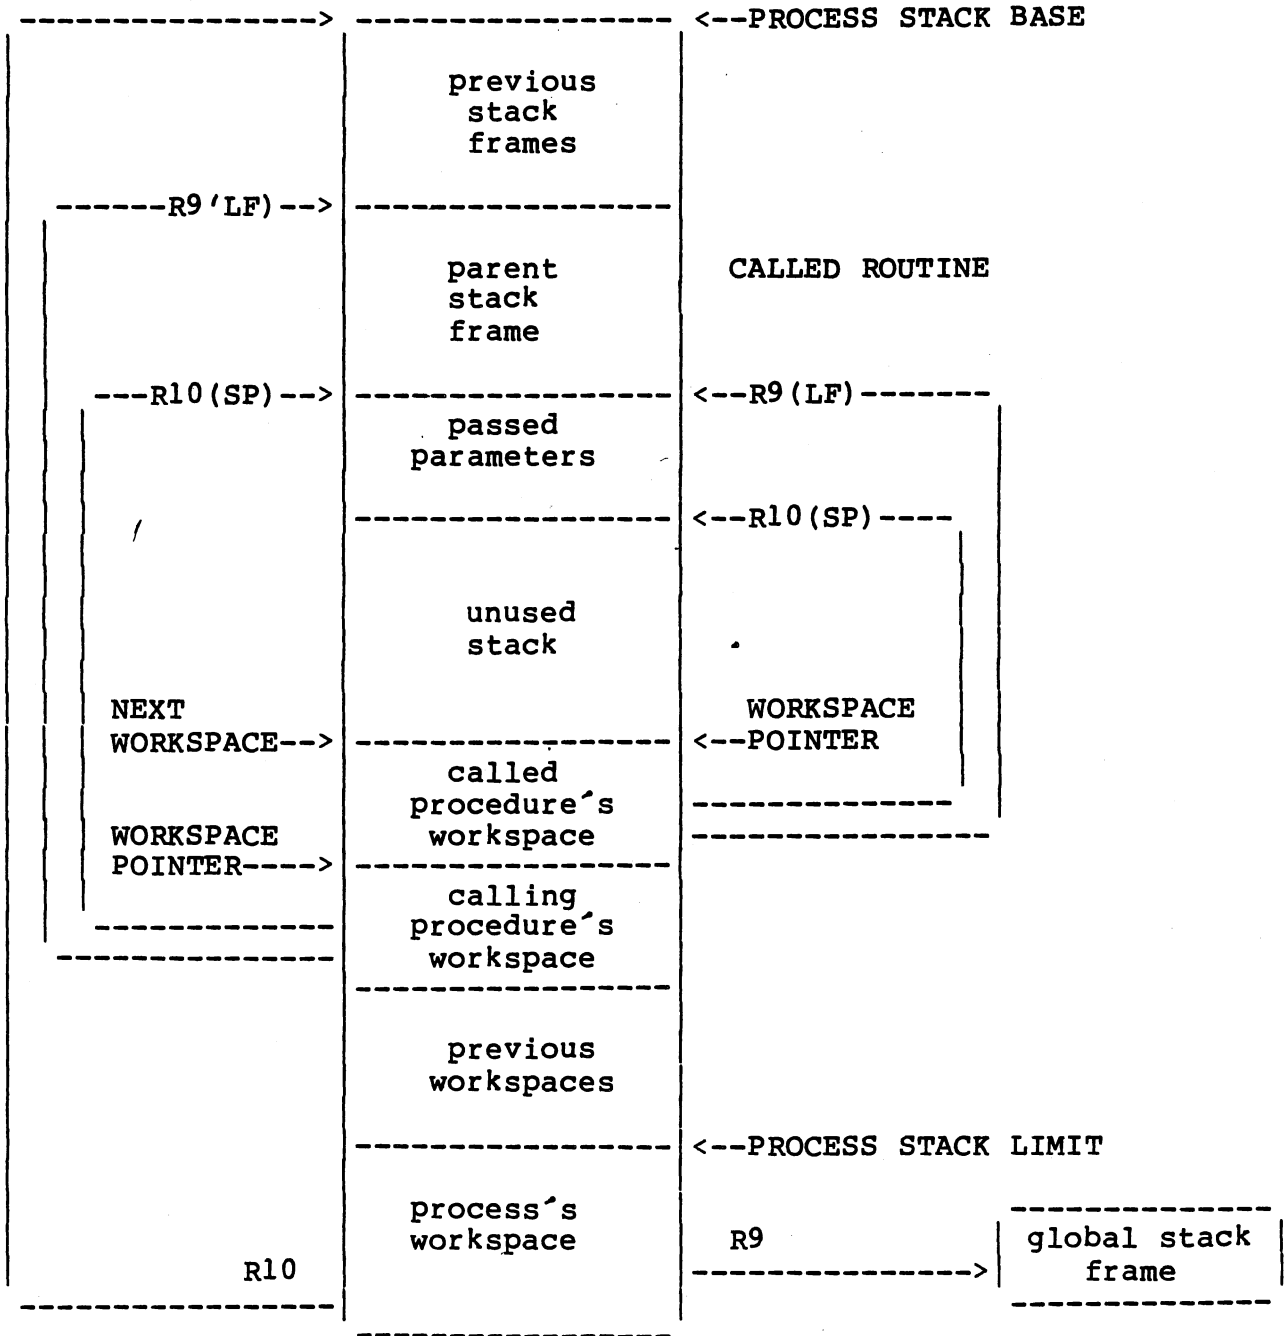 <--PROCESS STACK BASE
previous
stack
frames
R9'LF)-->
parent
stack
frame
CALLED ROUTINE
---R10(SP)-->
<--R9(LF)-------
passed
parameters
<--R10(SP)----
unused
stack
NEXT
WORKSPACE-->
WORKSPACE
<--POINTER
called
procedure´s
workspace
WORKSPACE
POINTER---->
calling
procedure´s
workspace
previous
workspaces
<--PROCESS STACK LIMIT
process´s
workspace
R9
global stack
frame
R10